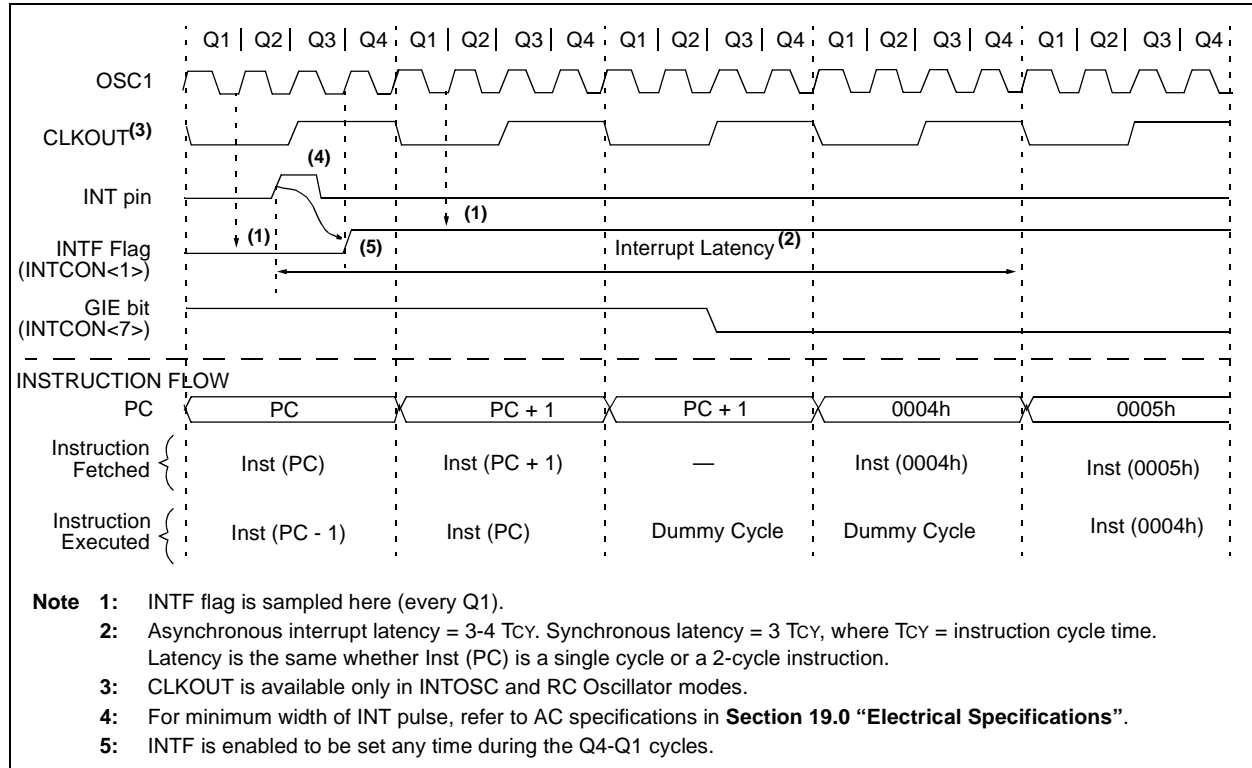 Q1 | Q2 | Q3 | Q4 Q1 | Q2 | Q3 | Q4 Q1 | Q2 | Q3 | Q4 Q1 | Q2 | Q3 | Q4 Q1 | Q2 | Q3 | Q4
OSC1
CLKOUT(3)
(4)
INT pin
(1)
(1)
(5)
INTF Flag
(INTCON<1>)
Interrupt Latency(2)
GIE bit
(INTCON<7>)
INSTRUCTION FLOW
PC PC PC + 1 PC + 1 0004h 0005h
Instruction
Fetched
Inst (PC) Inst (PC + 1) — Inst (0004h) Inst (0005h)
Instruction
Executed
Inst (PC - 1) Inst (PC) Dummy Cycle Dummy Cycle Inst (0004h)
Note 1: INTF flag is sampled here (every Q1).
2: Asynchronous interrupt latency = 3-4 TCY. Synchronous latency = 3 TCY, where TCY = instruction cycle time.
Latency is the same whether Inst (PC) is a single cycle or a 2-cycle instruction.
3: CLKOUT is available only in INTOSC and RC Oscillator modes.
4: For minimum width of INT pulse, refer to AC specifications in Section 19.0 “Electrical Specifications”.
5: INTF is enabled to be set any time during the Q4-Q1 cycles.